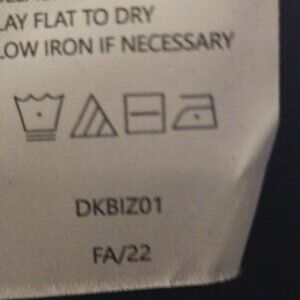 LAY FLAT TO DRY
LOW IRON IF NECESSARY
DKBIZ01
FA/22